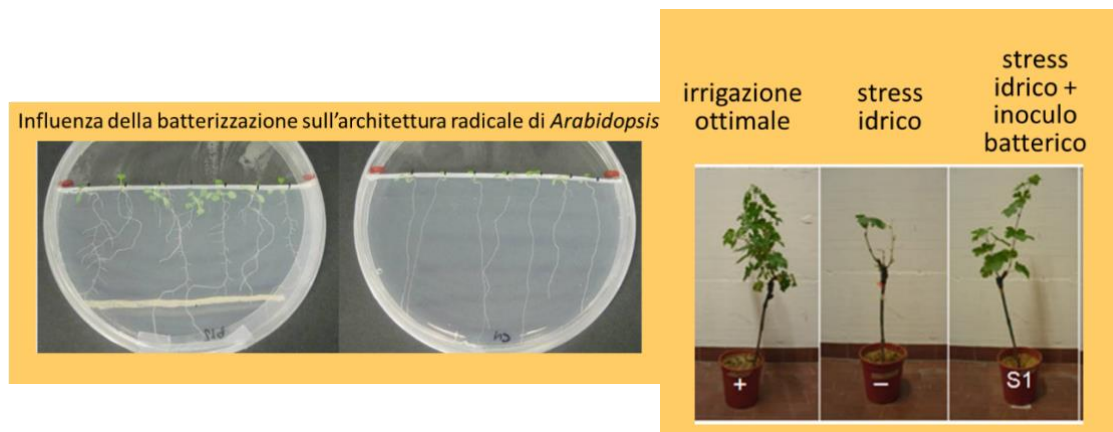 Influenza della batterizzazione sull'architettura radicale di Arabidopsis
irrigazione
ottimale
stress
idrico
stress
idrico +
inoculo
batterico
+
–
S1